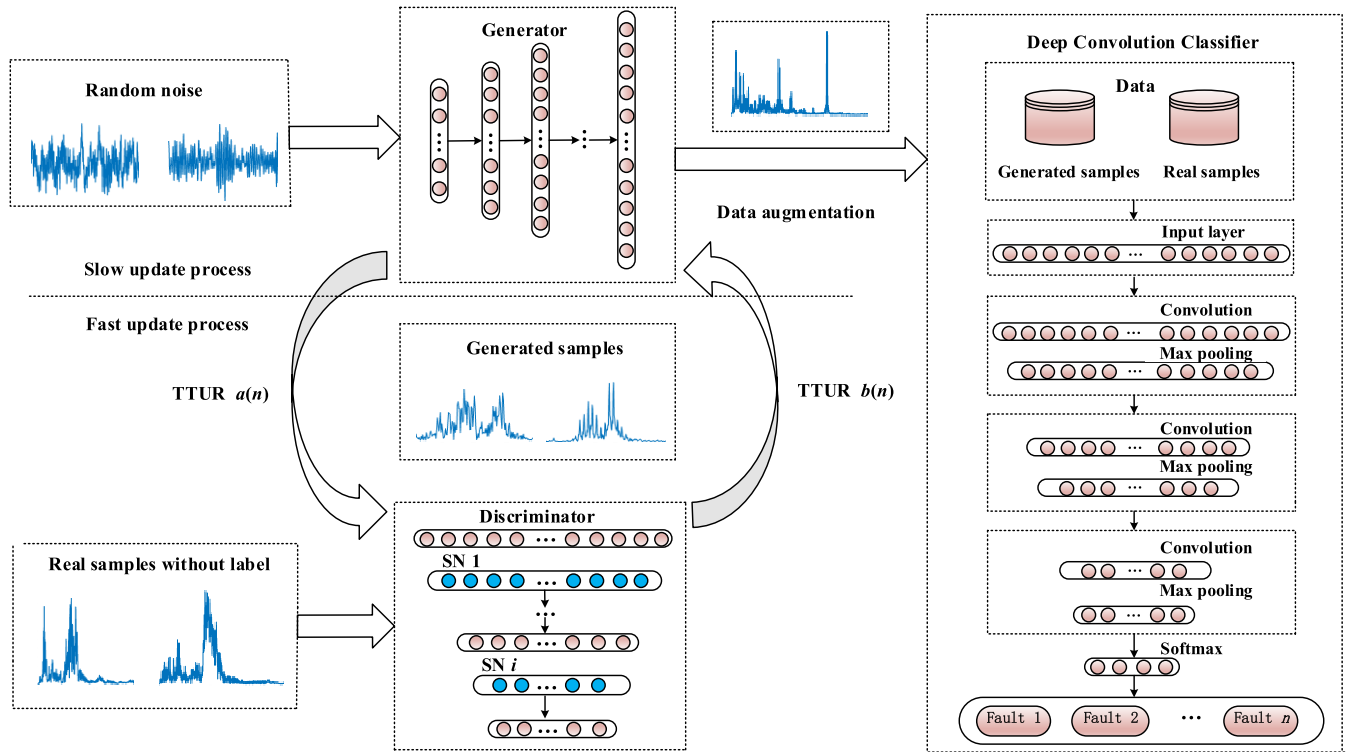 Generator
Random noise
Data augmentation
Slow update process
Fast update process
Generated samples
TTUR a(n)
TTUR b(n)
Discriminator
SN 1
SN i
Real samples without label
Deep Convolution Classifier
Data
Generated samples
Real samples
Input layer
Convolution
Max pooling
Convolution
Max pooling
Convolution
Max pooling
Softmax
Fault 1 Fault 2 ··· Fault n